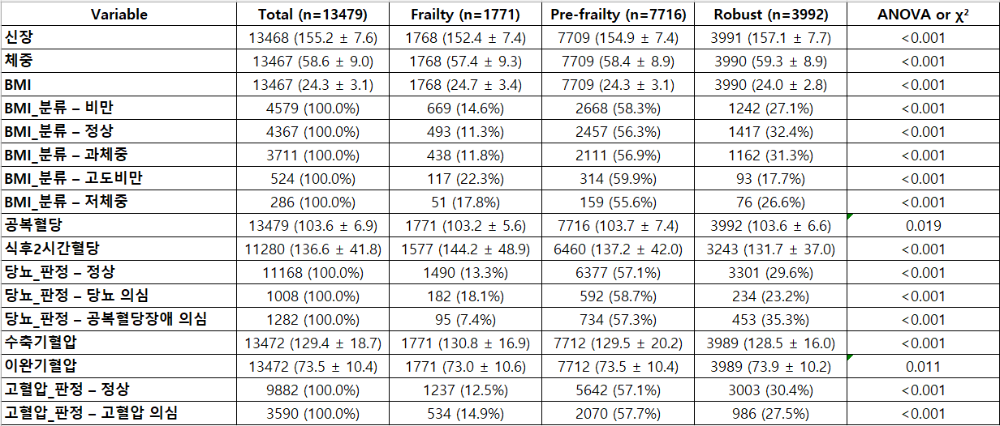 Variable Total (n=13479) Frailty (n=1771) Pre-frailty (n=7716) Robust (n=3992) ANOVA or χ²
신장 13468 (155.2 ± 7.6) 1768 (152.4 ± 7.4) 7709 (154.9 ± 7.4) 3991 (157.1 ± 7.7) <0.001
체중 13467 (58.6 ± 9.0) 1768 (57.4 ± 9.3) 7709 (58.4 ± 8.9) 3990 (59.3 ± 8.9) <0.001
BMI 13467 (24.3 ± 3.1) 1768 (24.7 ± 3.4) 7709 (24.3 ± 3.1) 3990 (24.0 ± 2.8) <0.001
BMI_분류 – 비만 4579 (100.0%) 669 (14.6%) 2668 (58.3%) 1242 (27.1%) <0.001
BMI_분류 – 정상 4367 (100.0%) 493 (11.3%) 2457 (56.3%) 1417 (32.4%) <0.001
BMI_분류 – 과체중 3711 (100.0%) 438 (11.8%) 2111 (56.9%) 1162 (31.3%) <0.001
BMI_분류 – 고도비만 524 (100.0%) 117 (22.3%) 314 (59.9%) 93 (17.7%) <0.001
BMI_분류 – 저체중 286 (100.0%) 51 (17.8%) 159 (55.6%) 76 (26.6%) <0.001
공복혈당 13479 (103.6 ± 6.9) 1771 (103.2 ± 5.6) 7716 (103.7 ± 7.4) 3992 (103.6 ± 6.6) 0.019
식후2시간혈당 11280 (136.6 ± 41.8) 1577 (144.2 ± 48.9) 6460 (137.2 ± 42.0) 3243 (131.7 ± 37.0) <0.001
당뇨_판정 – 정상 11168 (100.0%) 1490 (13.3%) 6377 (57.1%) 3301 (29.6%) <0.001
당뇨_판정 – 당뇨 의심 1008 (100.0%) 182 (18.1%) 592 (58.7%) 234 (23.2%) <0.001
당뇨_판정 – 공복혈당장애 의심 1282 (100.0%) 95 (7.4%) 734 (57.3%) 453 (35.3%) <0.001
수축기혈압 13472 (129.4 ± 18.7) 1771 (130.8 ± 16.9) 7712 (129.5 ± 20.2) 3989 (128.5 ± 16.0) <0.001
이완기혈압 13472 (73.5 ± 10.4) 1771 (73.0 ± 10.6) 7712 (73.5 ± 10.4) 3989 (73.9 ± 10.2) 0.011
고혈압_판정 – 정상 9882 (100.0%) 1237 (12.5%) 5642 (57.1%) 3003 (30.4%) <0.001
고혈압_판정 – 고혈압 의심 3590 (100.0%) 534 (14.9%) 2070 (57.7%) 986 (27.5%) <0.001